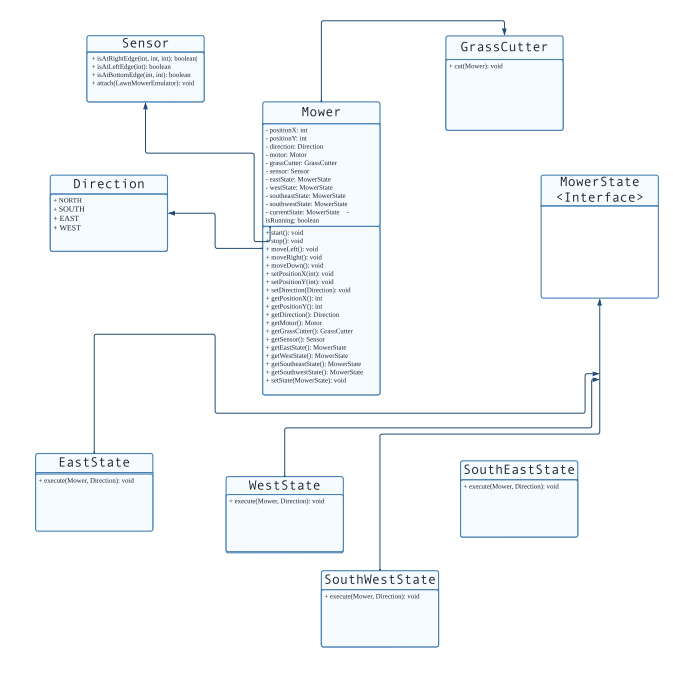 Sensor
+ isAtRightEdge(int, int, int): boolean(
+ isAtLeftEdge(int): boolean
+ isAtBottomEdge(int, int): boolean
+ attach(LawnMowerEmulator): void
GrassCutter
+ cut(Mower): void
Mower
- positionX: int
- positionY: int
- direction: Direction
- motor: Motor
- grassCutter: GrassCutter
- sensor: Sensor
- eastState: MowerState
- westState: MowerState
- southeastState: MowerState
- southwestState: MowerState
- currentState: MowerState -
isRunning: boolean
+ start(): void
+ stop(): void
+ moveLeft(): void
+ moveRight(): void
+ moveDown(): void
+ setPositionX(int): void
+ setPositionY(int): void
+ setDirection(Direction): void
+ getPositionX(): int
+ getPositionY(): int
+ getDirection(): Direction
+ getMotor(): Motor
+ getGrassCutter(): GrassCutter
+ getSensor(): Sensor
+ getEastState(): MowerState
+ getWestState(): MowerState
+ getSoutheastState(): MowerState
+ getSouthwestState(): MowerState
+ setState(MowerState): void
Direction
+ NORTH
+ SOUTH
+ EAST
+ WEST
MowerState
<Interface>
EastState
+ execute(Mower, Direction): void
WestState
+ execute(Mower, Direction): void
SouthEastState
+ execute(Mower, Direction): void
SouthWestState
+ execute(Mower, Direction): void